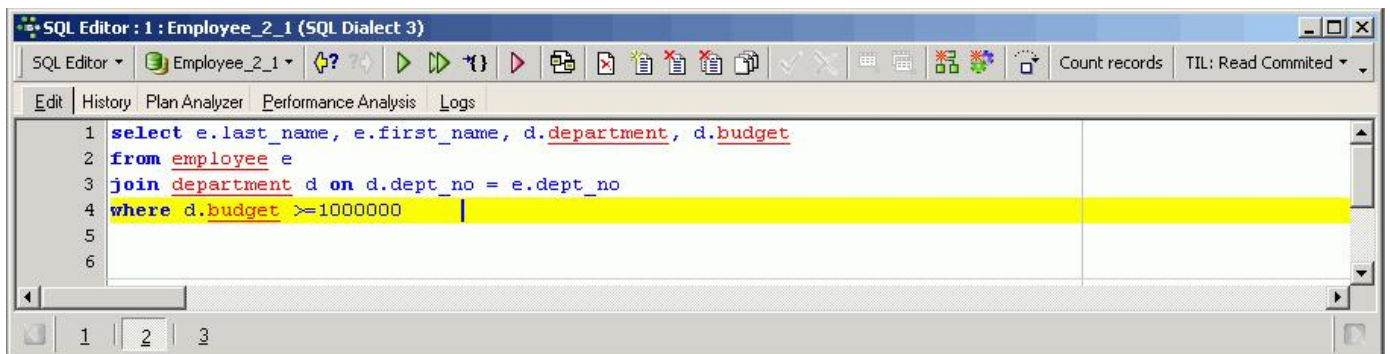 SQL Editor : 1 : Employee_2_1 (SQL Dialect 3)
SQL Editor Employee_2_1 Count records TIL: Read Commited
Edit History Plan Analyzer Performance Analysis Logs
1 select e.last_name, e.first_name, d.department, d.budget
2 from employee e
3 join department d on d.dept_no = e.dept_no
4 where d.budget >=1000000
5
6
1 2 3